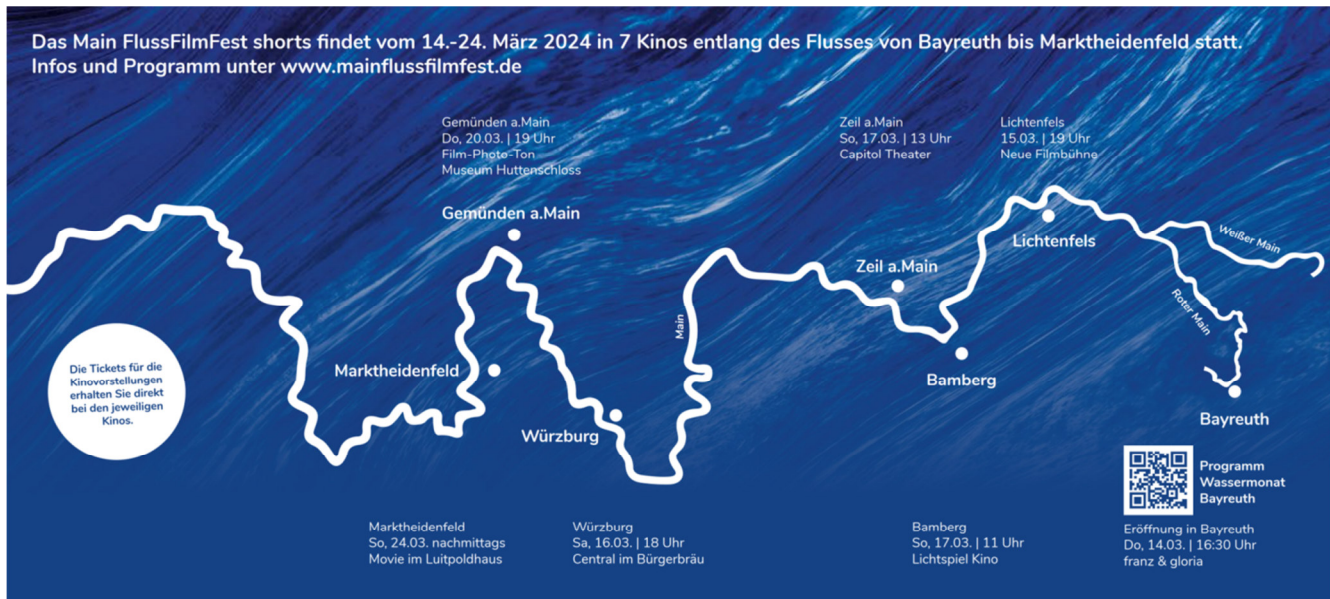 Das Main FlussFilmFest shorts findet vom 14.-24. März 2024 in 7 Kinos entlang des Flusses von Bayreuth bis Marktheidenfeld statt.
Infos und Programm unter www.mainflussfilmfest.de
Gemünden a.Main
Do, 20.03. | 19 Uhr
Film-Photo-Ton
Museum Huttenschloss
Zeil a.Main
So, 17.03. | 13 Uhr
Capitol Theater
Lichtenfels
15.03. | 19 Uhr
Neue Filmbühne
Gemünden a.Main
Lichtenfels
Weißer Main
Zeil a.Main
Roter Main
Main
Die Tickets für die
Kinovorstellungen
erhalten Sie direkt
bei den jeweiligen
Kinos.
Marktheidenfeld
Bamberg
Würzburg
Bayreuth
Programm
Wassermonat
Bayreuth
Marktheidenfeld
So, 24.03. nachmittags
Movie im Luitpoldhaus
Würzburg
Sa, 16.03. | 18 Uhr
Central im Bürgerbräu
Bamberg
So, 17.03. | 11 Uhr
Lichtspiel Kino
Eröffnung in Bayreuth
Do, 14.03. | 16:30 Uhr
franz & gloria